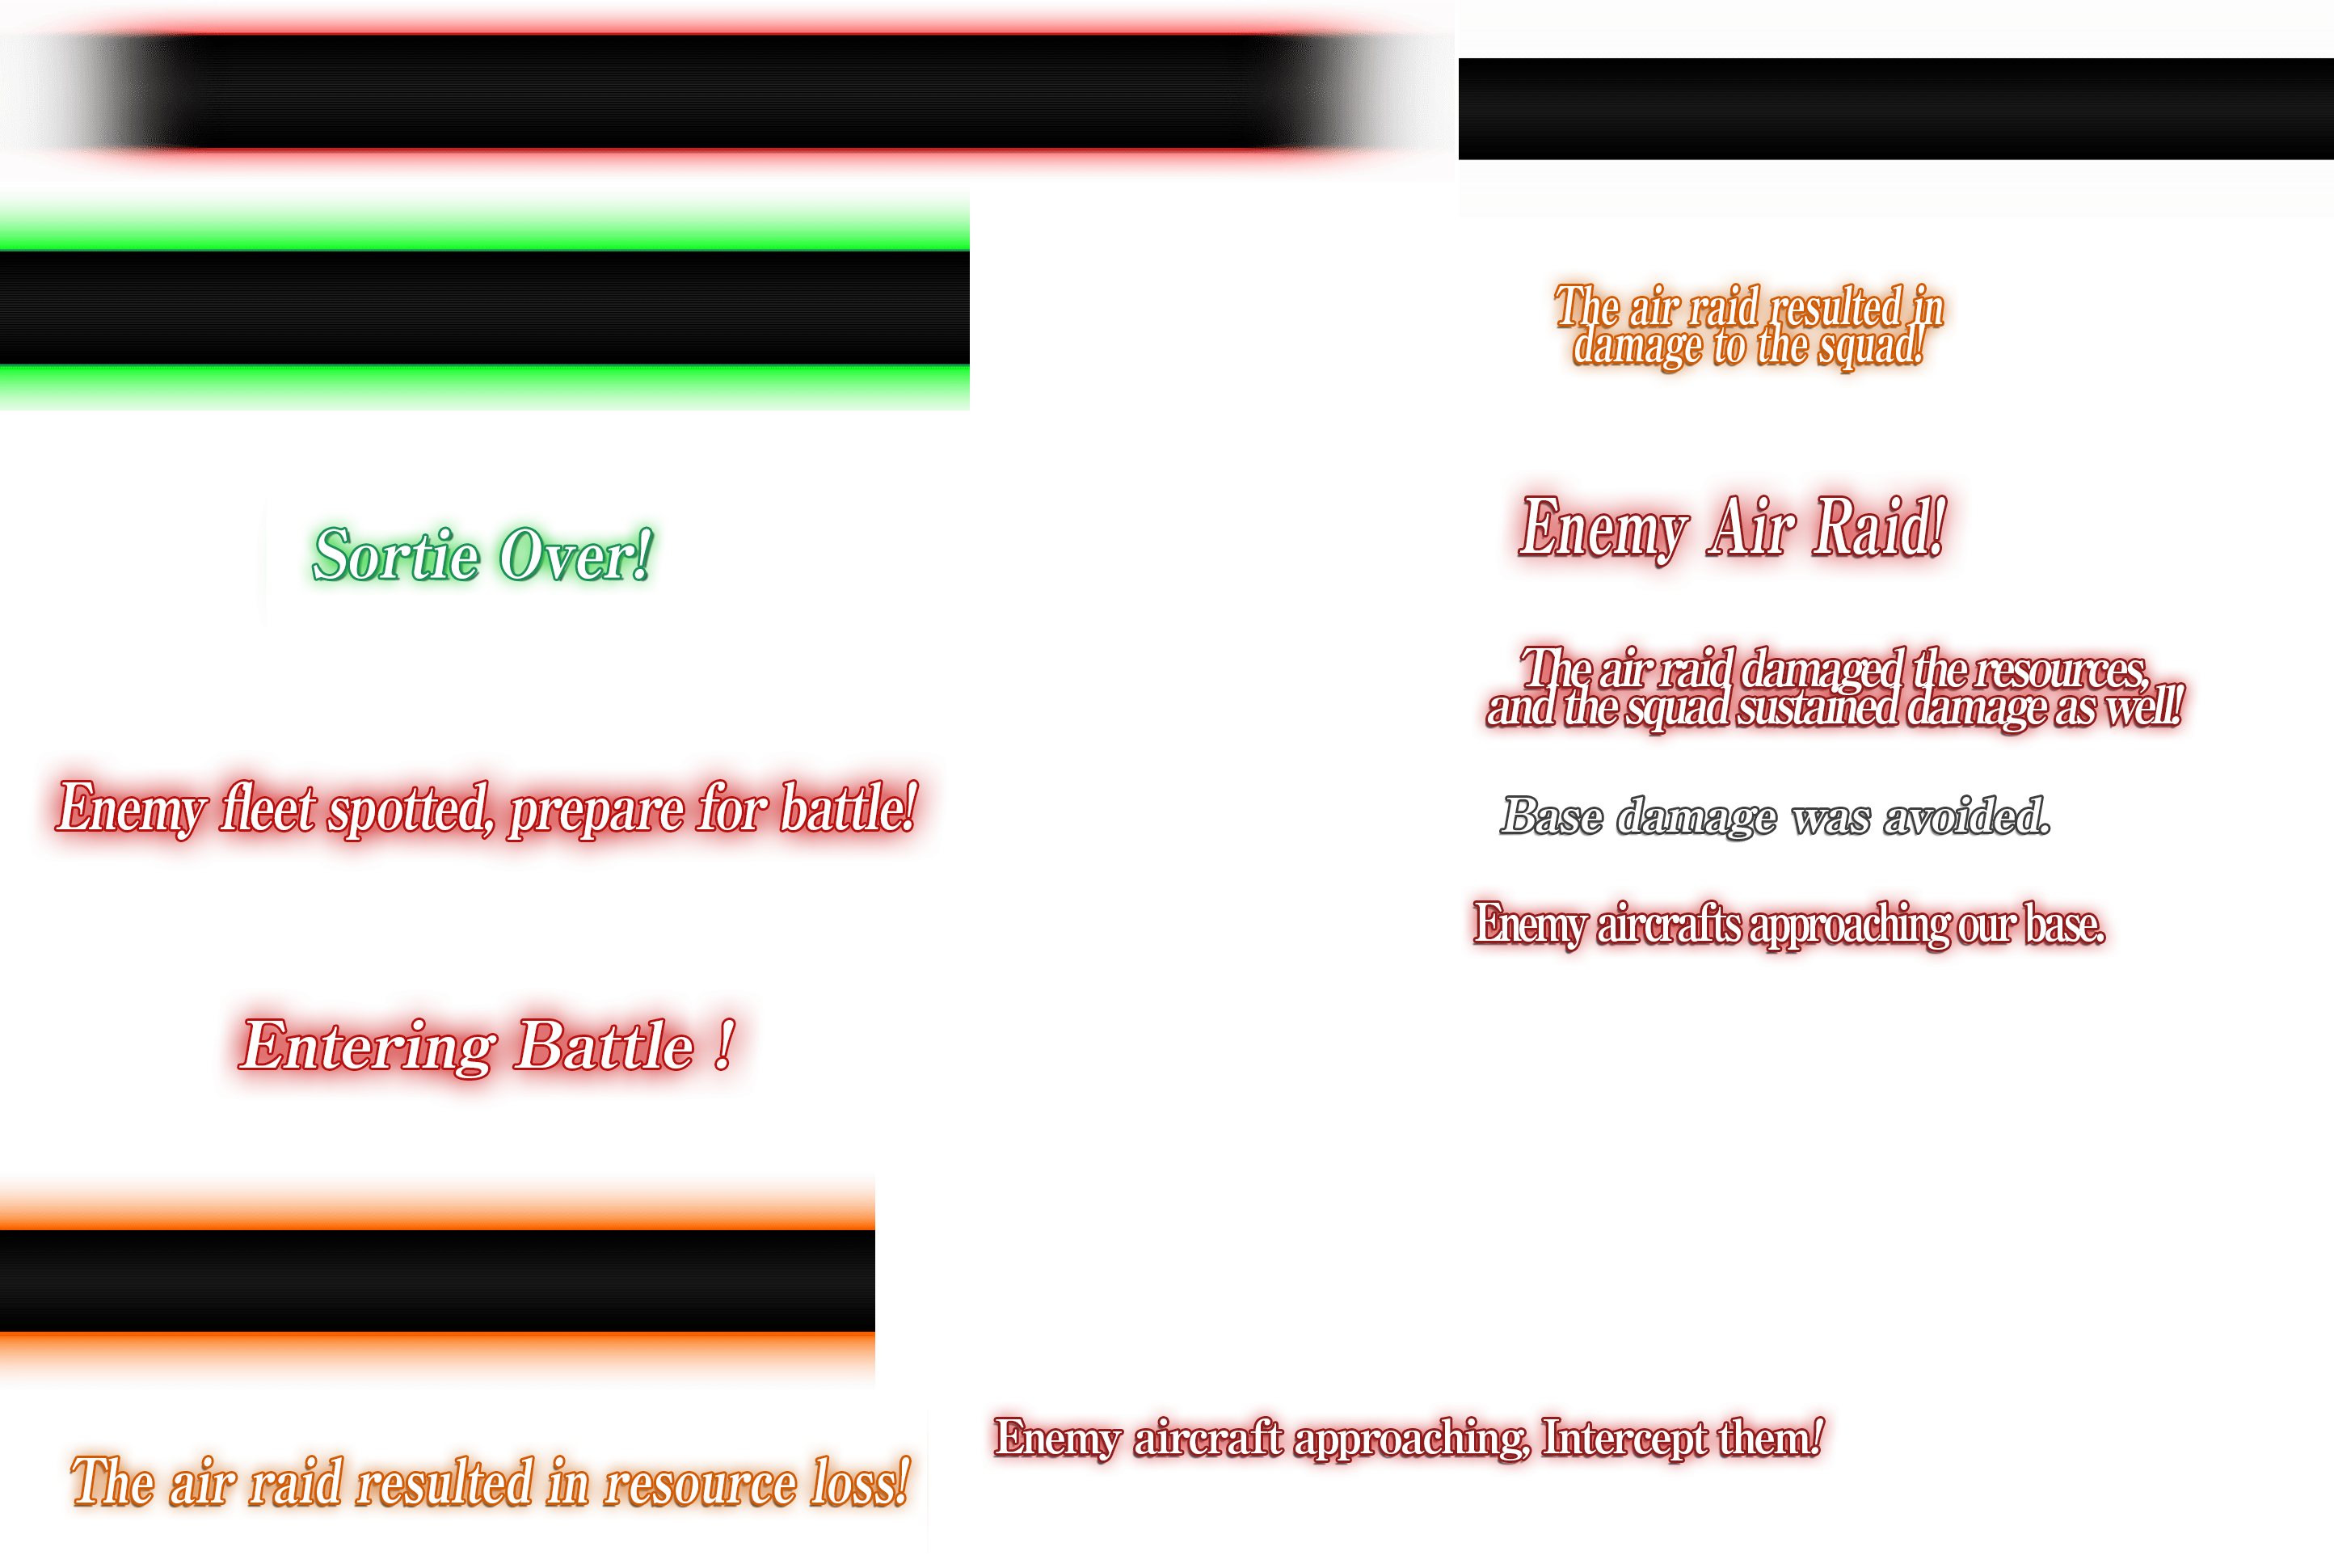 The air raid resulted in
damage to the squad!
Sortie Over!
Enemy Air Raid!
The air raid damaged the resources,
and the squad sustained damage as well!
Enemy fleet spotted, prepare for battle!
Base damage was avoided.
Enemy aircrafts approaching our base.
Entering Battle !
Enemy aircraft approaching, Intercept them!
The air raid resulted in resource loss!